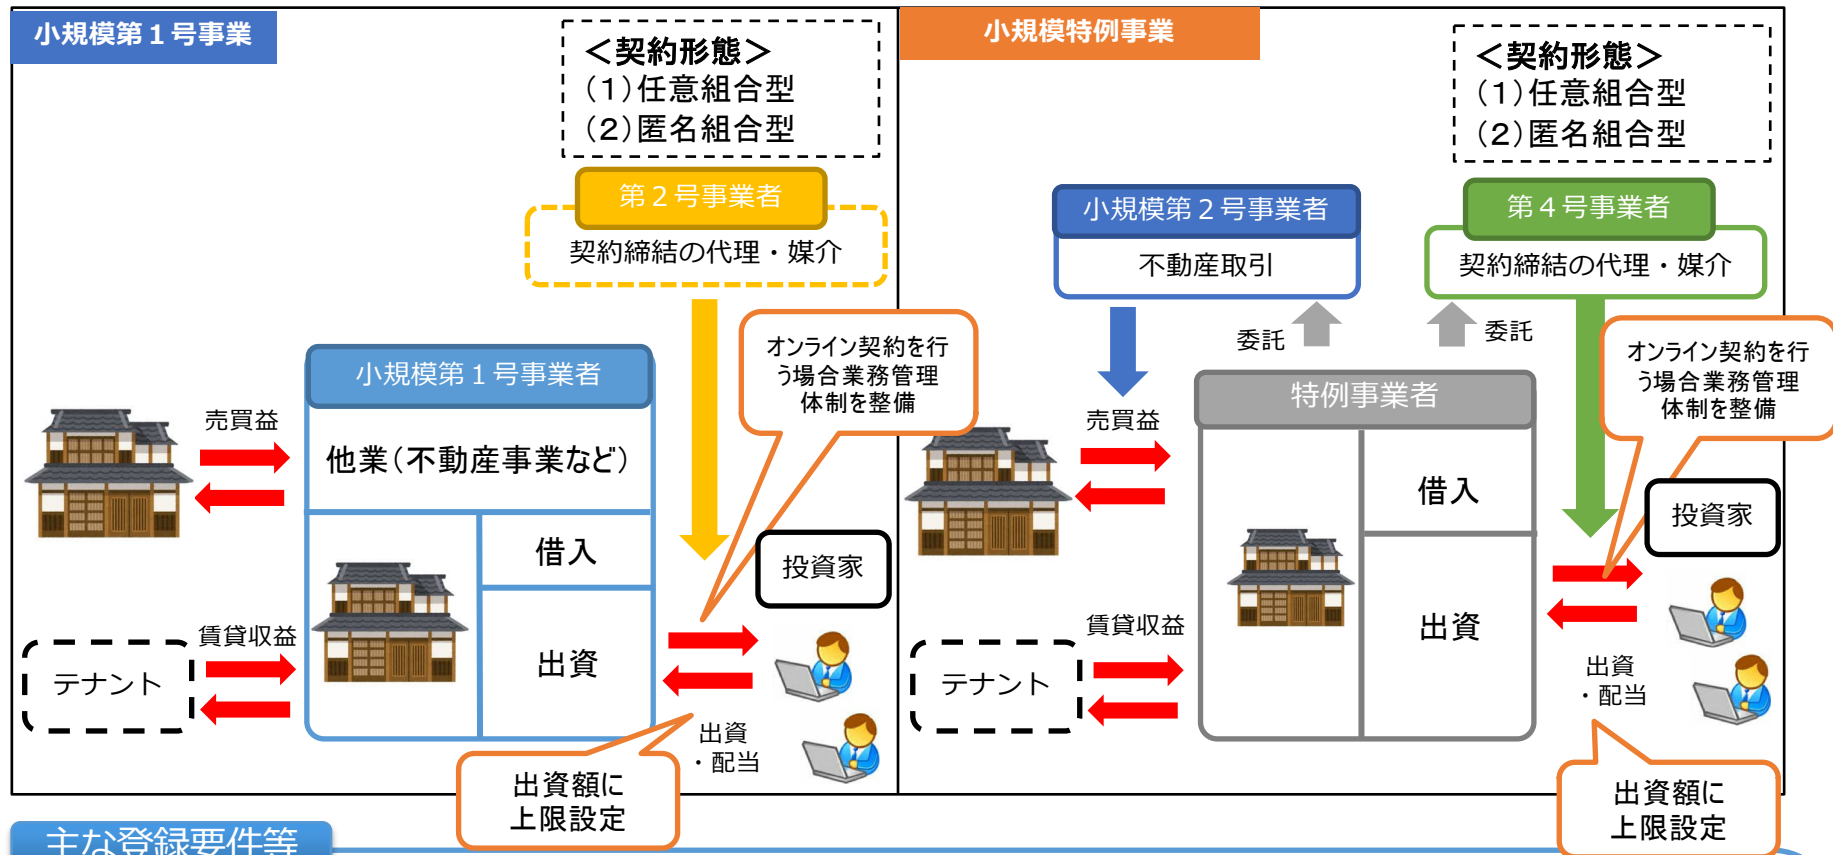 小規模第１号事業
＜契約形態＞
（１）任意組合型
（２）匿名組合型
第２号事業者
契約締結の代理・媒介
オンライン契約を行
う場合業務管理
体制を整備
小規模第１号事業者
他業（不動産事業など）
借入
出資
売買益
賃貸収益
テナント
投資家
出資
・配当
出資額に
上限設定
小規模特例事業
＜契約形態＞
（１）任意組合型
（２）匿名組合型
小規模第２号事業者
不動産取引
第４号事業者
契約締結の代理・媒介
委託
委託
オンライン契約を行
う場合業務管理
体制を整備
特例事業者
借入
出資
売買益
賃貸収益
テナント
投資家
出資
・配当
出資額に
上限設定
主な登録要件等